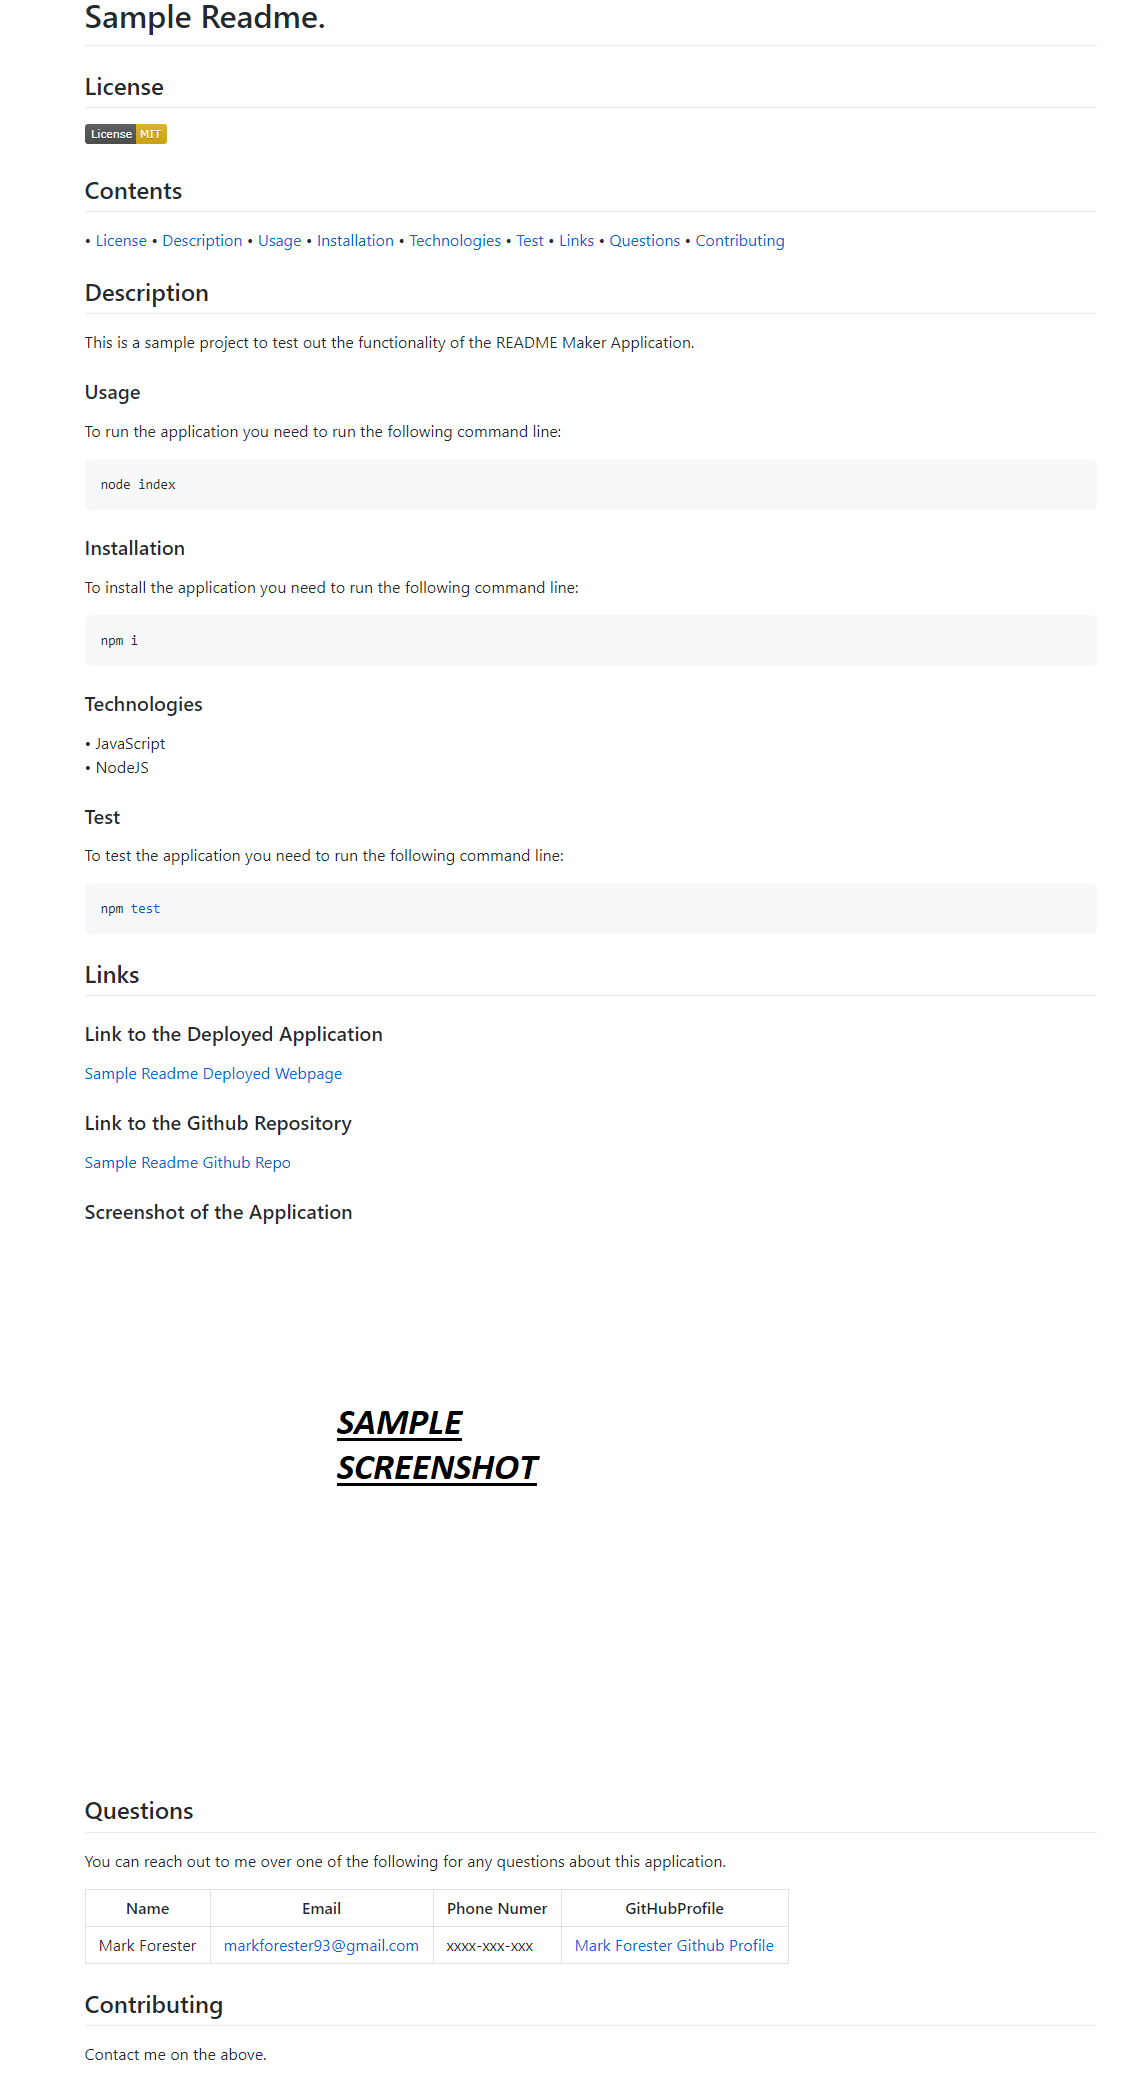 Sample Readme.
License
License MIT
Contents
• License • Description • Usage • Installation • Technologies • Test • Links • Questions • Contributing
Description
This is a sample project to test out the functionality of the README Maker Application.
Usage
To run the application you need to run the following command line:
node index
Installation
To install the application you need to run the following command line:
npm i
Technologies
• JavaScript
• NodeJS
Test
To test the application you need to run the following command line:
npm test
Links
Link to the Deployed Application
Sample Readme Deployed Webpage
Link to the Github Repository
Sample Readme Github Repo
Screenshot of the Application
SAMPLE
SCREENSHOT
Questions
You can reach out to me over one of the following for any questions about this application.
Name Email Phone Numer GitHubProfile
Mark Forester markforester93@gmail.com xxxx-xxx-xxx Mark Forester Github Profile
Contributing
Contact me on the above.